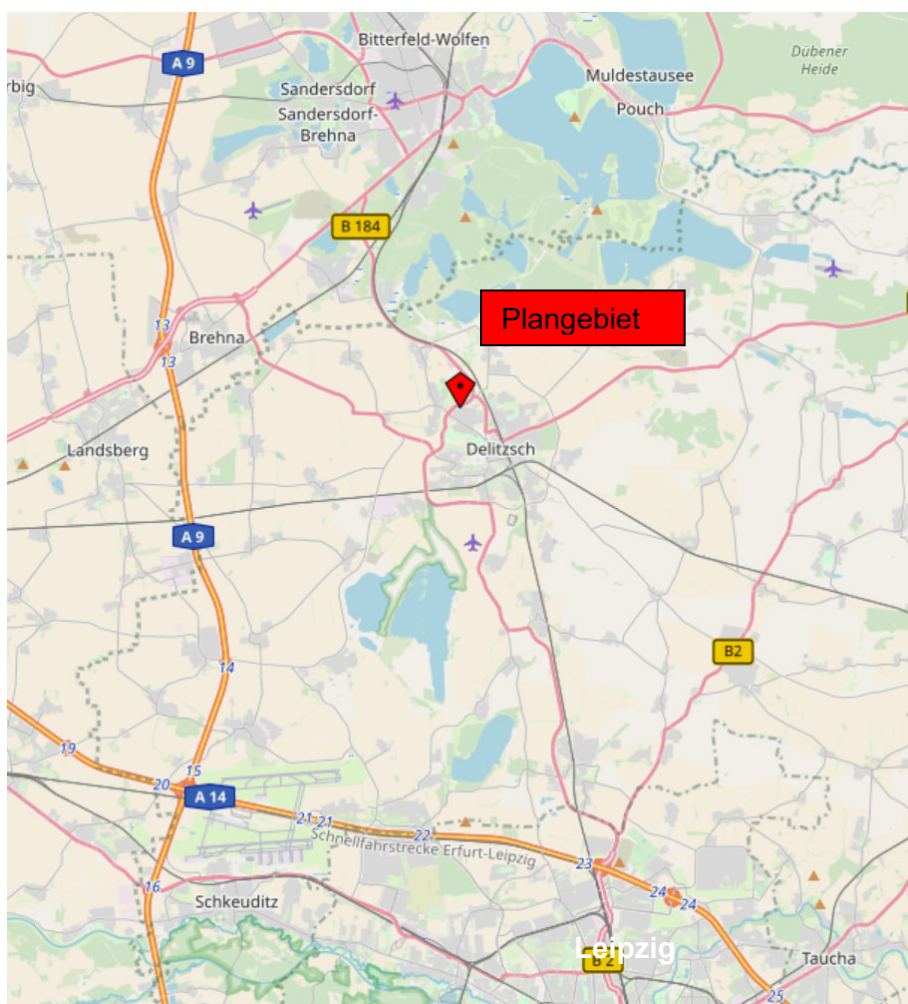 Bitterfeld-Wolfen
Dübener
Heide
A 9
Muldestausee
rbig
Sandersdorf
Pouch
Sandersdorf-
Brehna
B 184
Plangebiet
13
Brehna
13
Landsberg
Delitzsch
A 9
B2
14
19
15
20
A 14
21
21
22
Schnellfahrstrecke Erfurt-Leipzig
23
16
24
24
Schkeuditz
Leipzig
B 2
Taucha
25